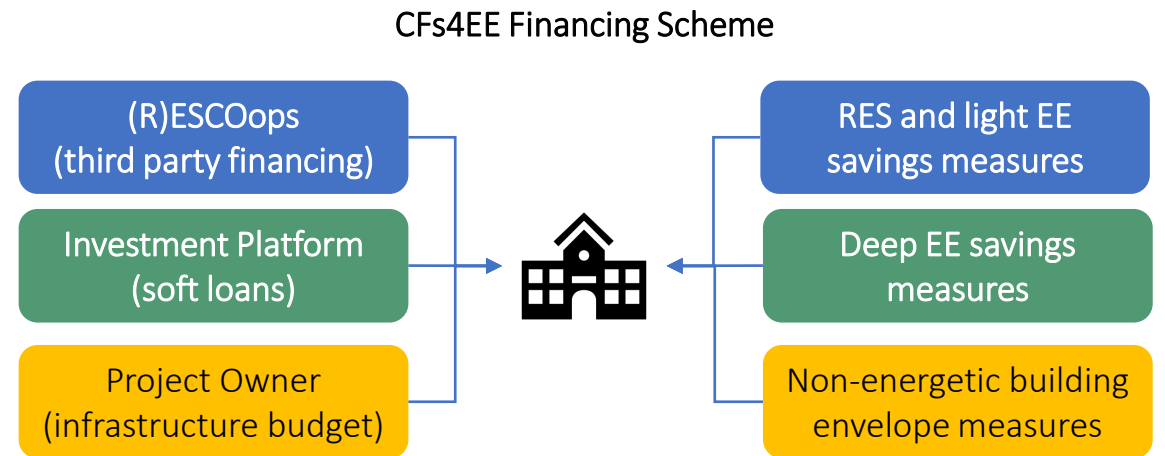 CFs4EE Financing Scheme
(R)ESCOops
(third party financing)
Investment Platform
(soft loans)
Project Owner
(infrastructure budget)
RES and light EE
savings measures
Deep EE savings
measures
Non-energetic building
envelope measures